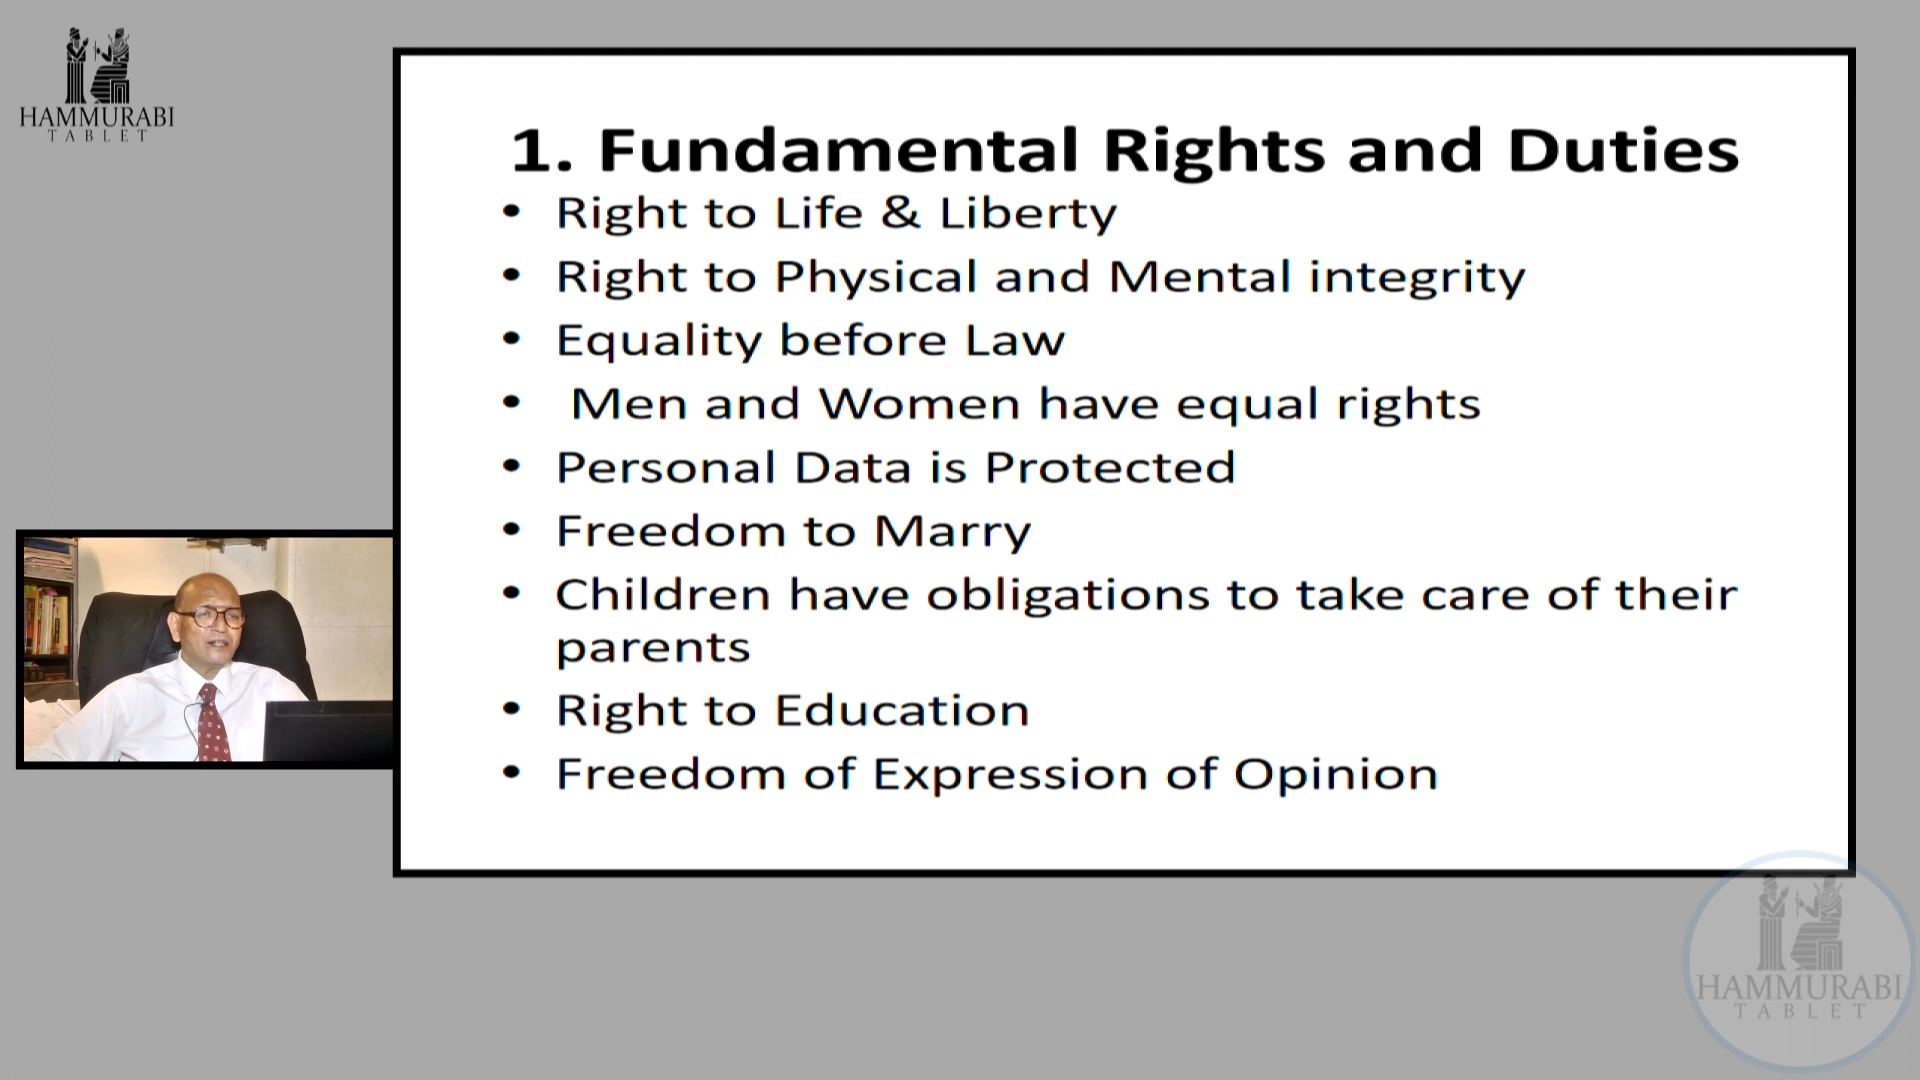 HAMMURABI
TABLET
1. Fundamental Rights and Duties
• Right to Life & Liberty
• Right to Physical and Mental integrity
• Equality before Law
• Men and Women have equal rights
• Personal Data is Protected
• Freedom to Marry
• Children have obligations to take care of their
parents
• Right to Education
• Freedom of Expression of Opinion
HAMMURABI
TABLET